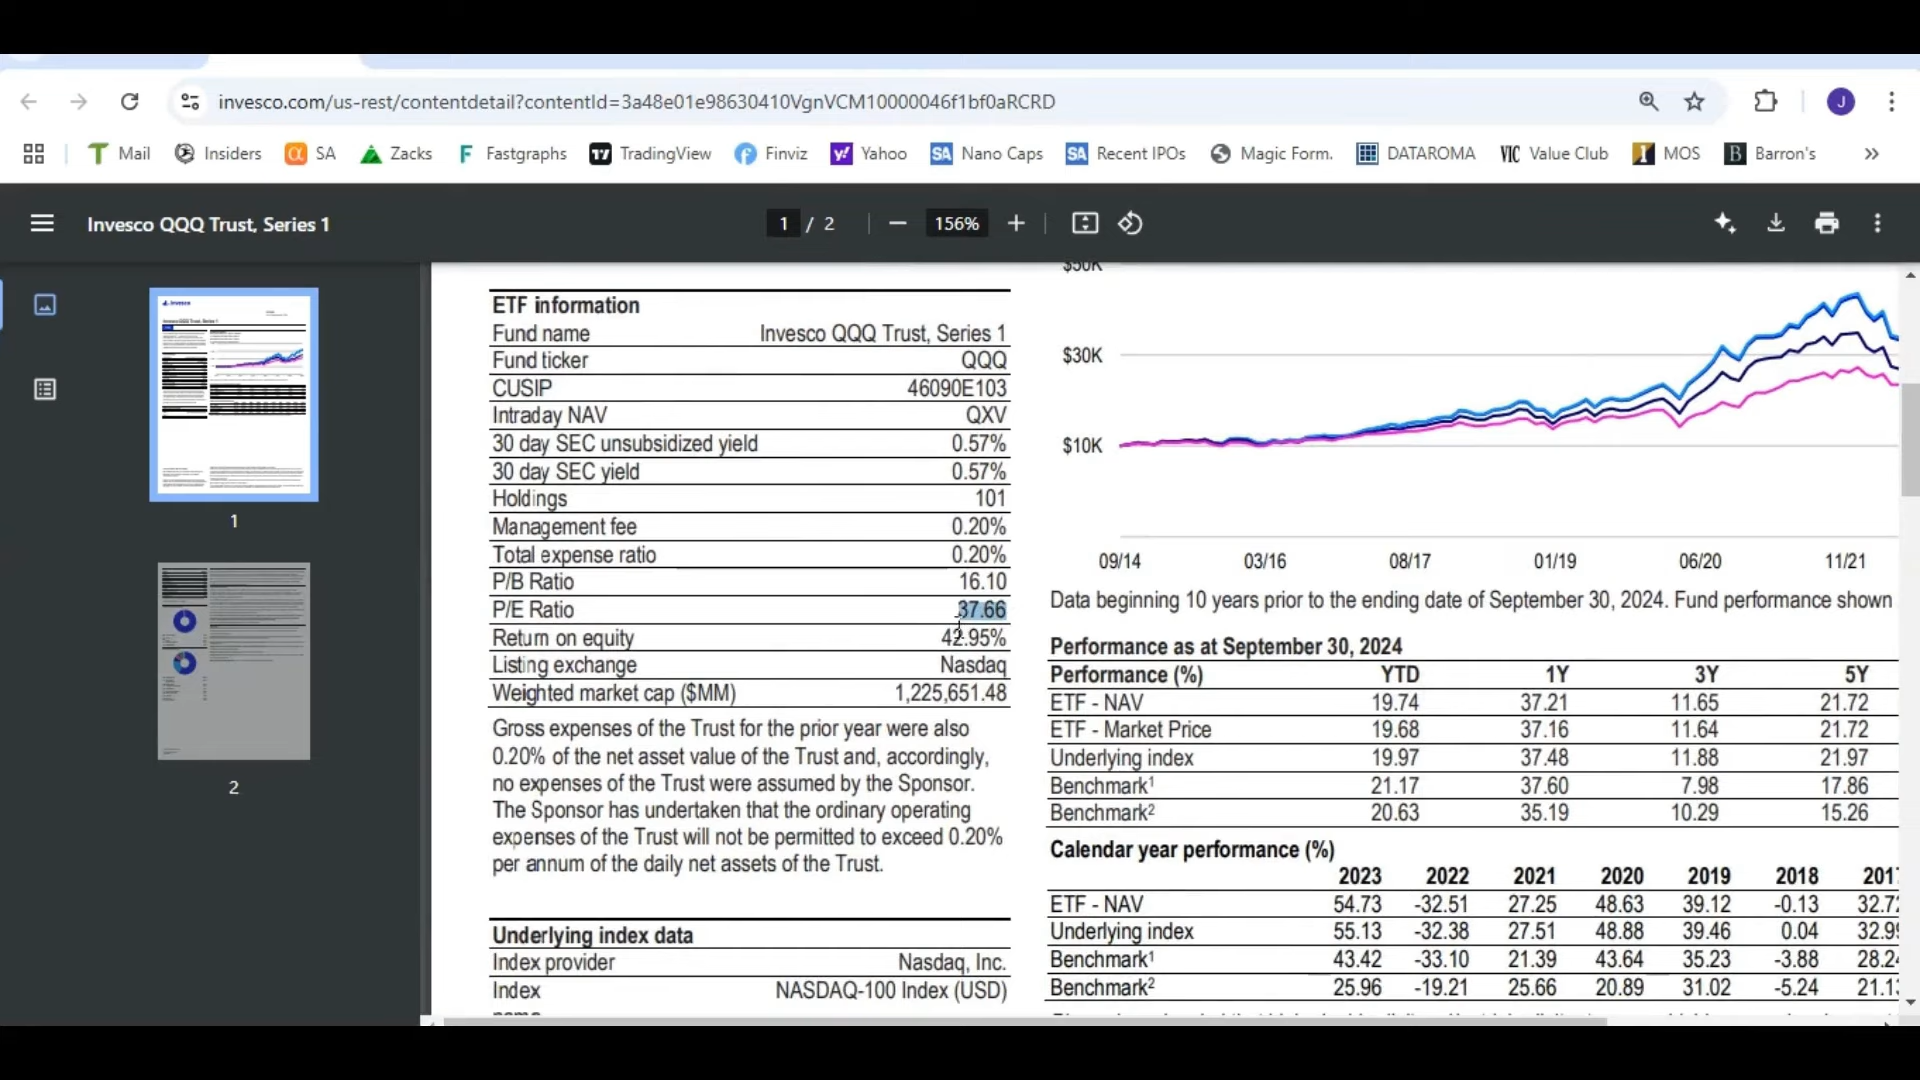 invesco.com/us-rest/contentdetail?contentId=3a48e01e98630410VgnVCM10000046f1bf0aRCRD
J
Mail Insiders SA Zacks Fastgraphs TradingView Finviz Yahoo Nano Caps Recent IPOs Magic Form. DATAROMA Value Club MOS Barron's »
Invesco QQQ Trust, Series 1
1 / 2
156%
1
2
ETF information
Fund name Invesco QQQ Trust, Series 1
Fund ticker QQQ
CUSIP 46090E103
Intraday NAV QXV
30 day SEC unsubsidized yield 0.57%
30 day SEC yield 0.57%
Holdings 101
Management fee 0.20%
Total expense ratio 0.20%
P/B Ratio 16.10
P/E Ratio 37.66
Return on equity 42.95%
Listing exchange Nasdaq
Weighted market cap ($MM) 1,225,651.48
Gross expenses of the Trust for the prior year were also
0.20% of the net asset value of the Trust and, accordingly,
no expenses of the Trust were assumed by the Sponsor.
The Sponsor has undertaken that the ordinary operating
expenses of the Trust will not be permitted to exceed 0.20%
per annum of the daily net assets of the Trust.
Underlying index data
Index provider Nasdaq, Inc.
Index NASDAQ-100 Index (USD)
$50K
$30K
$10K
09/14 03/16 08/17 01/19 06/20 11/21
Data beginning 10 years prior to the ending date of September 30, 2024. Fund performance shown
Performance as at September 30, 2024
Performance (%) YTD 1Y 3Y 5Y
ETF - NAV 19.74 37.21 11.65 21.72
ETF - Market Price 19.68 37.16 11.64 21.72
Underlying index 19.97 37.48 11.88 21.97
Benchmark¹ 21.17 37.60 7.98 17.86
Benchmark² 20.63 35.19 10.29 15.26
Calendar year performance (%)
2023 2022 2021 2020 2019 2018 2017
ETF - NAV 54.73 -32.51 27.25 48.63 39.12 -0.13 32.7
Underlying index 55.13 -32.38 27.51 48.88 39.46 0.04 32.9
Benchmark¹ 43.42 -33.10 21.39 43.64 35.23 -3.88 28.2
Benchmark² 25.96 -19.21 25.66 20.89 31.02 -5.24 21.1